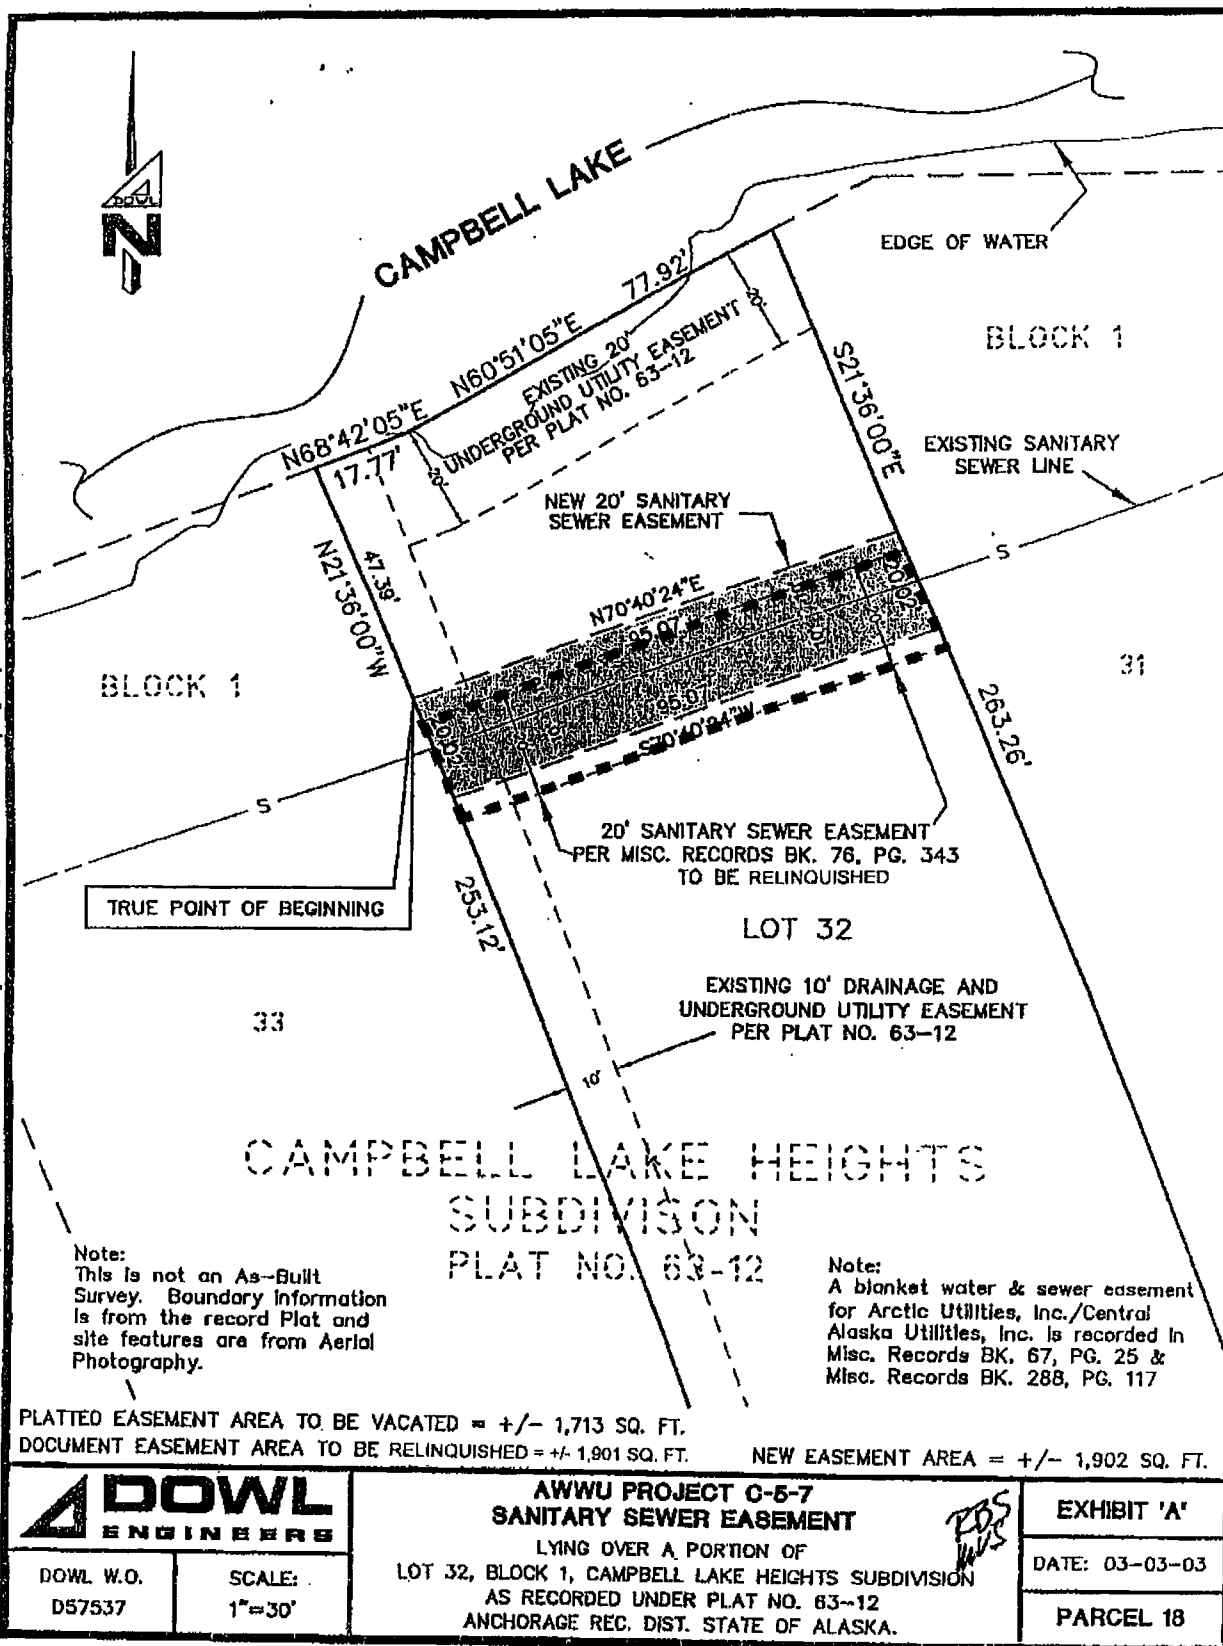 DOWL
N
CAMPBELL LAKE
EDGE OF WATER
BLOCK 1
N68°42'05"E
17.77'
N60°51'05"E
77.92'
EXISTING 20'
UNDERGROUND UTILITY EASEMENT
PER PLAT NO. 63-12
20'
20'
S21°36'00"E
EXISTING SANITARY
SEWER LINE
NEW 20' SANITARY
SEWER EASEMENT
N21°36'00"W
47.39'
N70°40'24"E
95.07'
20.02'
S
BLOCK 1
31
20.02'
95.07'
S70°40'24"W
263.26'
S
20' SANITARY SEWER EASEMENT
PER MISC. RECORDS BK. 76, PG. 343
TO BE RELINQUISHED
TRUE POINT OF BEGINNING
253.12'
LOT 32
EXISTING 10' DRAINAGE AND
UNDERGROUND UTILITY EASEMENT
PER PLAT NO. 63-12
33
10'
CAMPBELL LAKE HEIGHTS
SUBDIVISON
PLAT NO. 63-12
Note:
This is not an As-Built
Survey. Boundary information
is from the record Plat and
site features are from Aerial
Photography.
Note:
A blanket water & sewer easement
for Arctic Utilities, Inc./Central
Alaska Utilities, Inc. is recorded in
Misc. Records BK. 67, PG. 25 &
Misc. Records BK. 288, PG. 117
PLATTED EASEMENT AREA TO BE VACATED = +/- 1,713 SQ. FT.
DOCUMENT EASEMENT AREA TO BE RELINQUISHED = +/- 1,901 SQ. FT.
NEW EASEMENT AREA = +/- 1,902 SQ. FT.
DOWL
ENGINEERS
DOWL W.O.
D57537
SCALE:
1"=30'
AWWU PROJECT C-5-7
SANITARY SEWER EASEMENT
LYING OVER A PORTION OF
LOT 32, BLOCK 1, CAMPBELL LAKE HEIGHTS SUBDIVISION
AS RECORDED UNDER PLAT NO. 63-12
ANCHORAGE REC. DIST. STATE OF ALASKA.
EXHIBIT 'A'
DATE: 03-03-03
PARCEL 18